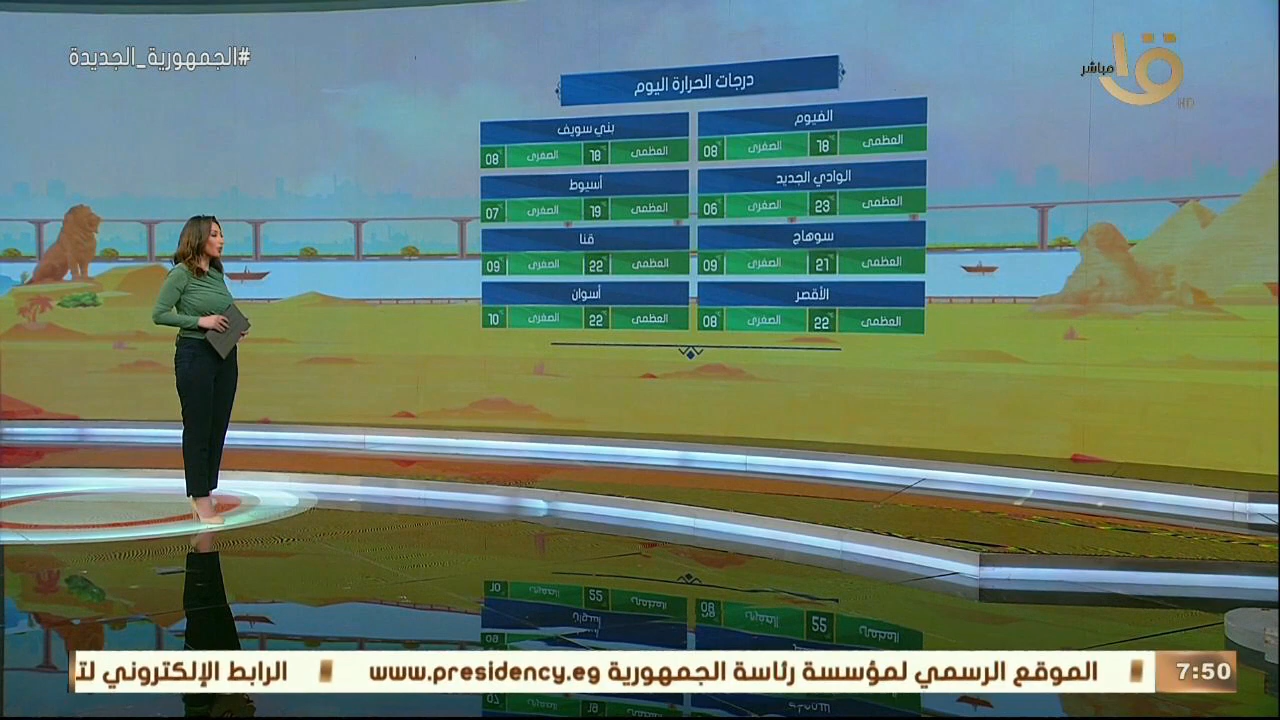 #الجمهورية_الجديدة
مباشر
HD
درجات الحرارة اليوم
الفيوم
العظمى 18 الصغرى 08
بني سويف
العظمى 18 الصغرى 08
الوادي الجديد
العظمى 23 الصغرى 06
أسيوط
العظمى 19 الصغرى 07
سوهاج
العظمى 21 الصغرى 09
قنا
العظمى 22 الصغرى 09
الأقصر
العظمى 22 الصغرى 08
أسوان
العظمى 22 الصغرى 10
7:50
الموقع الرسمي لمؤسسة رئاسة الجمهورية www.presidency.eg
الرابط الإلكتروني لت